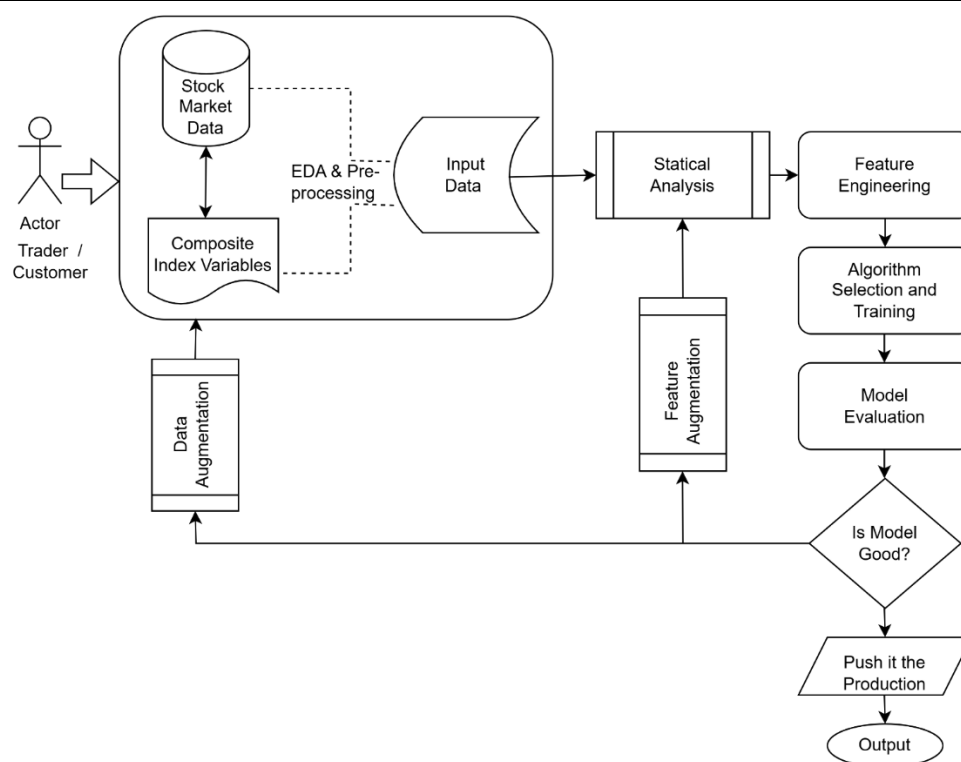 Stock
Market
Data
Actor
Trader /
Customer
EDA & Pre-
processing
Input
Data
Composite
Index Variables
Statical
Analysis
Feature
Engineering
Algorithm
Selection and
Training
Model
Evaluation
Data
Augmentation
Feature
Augmentation
Is Model
Good?
Push it the
Production
Output